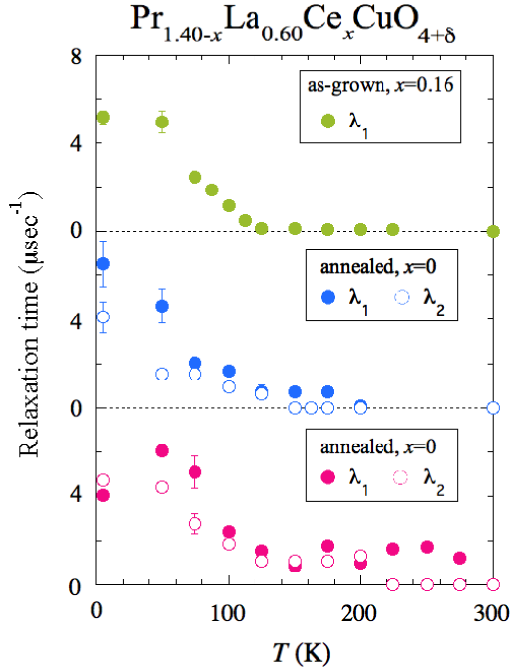 Pr1.40-xLa0.60CexCuO4+δ
8
as-grown, x=0.16
λ1
4
0
annealed, x=0
λ1 λ2
4
0
annealed, x=0
λ1 λ2
4
0
0 100 200 300
T (K)
Relaxation time (μsec-1)